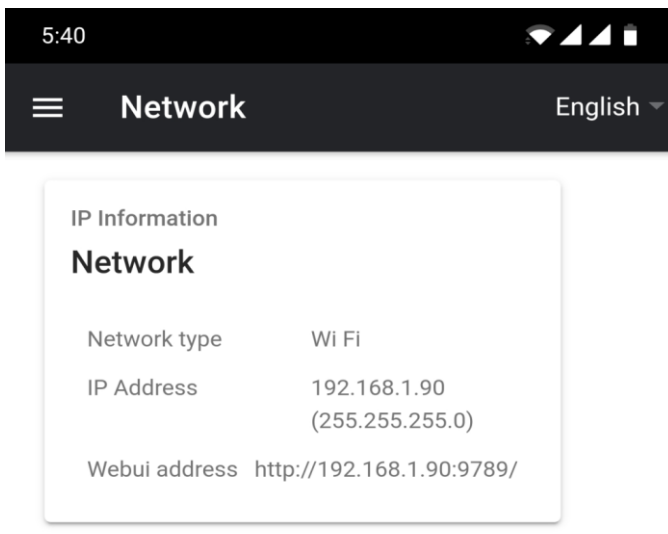 5:40
Network English
IP Information
Network
Network type Wi Fi
IP Address 192.168.1.90
(255.255.255.0)
Webui address http://192.168.1.90:9789/